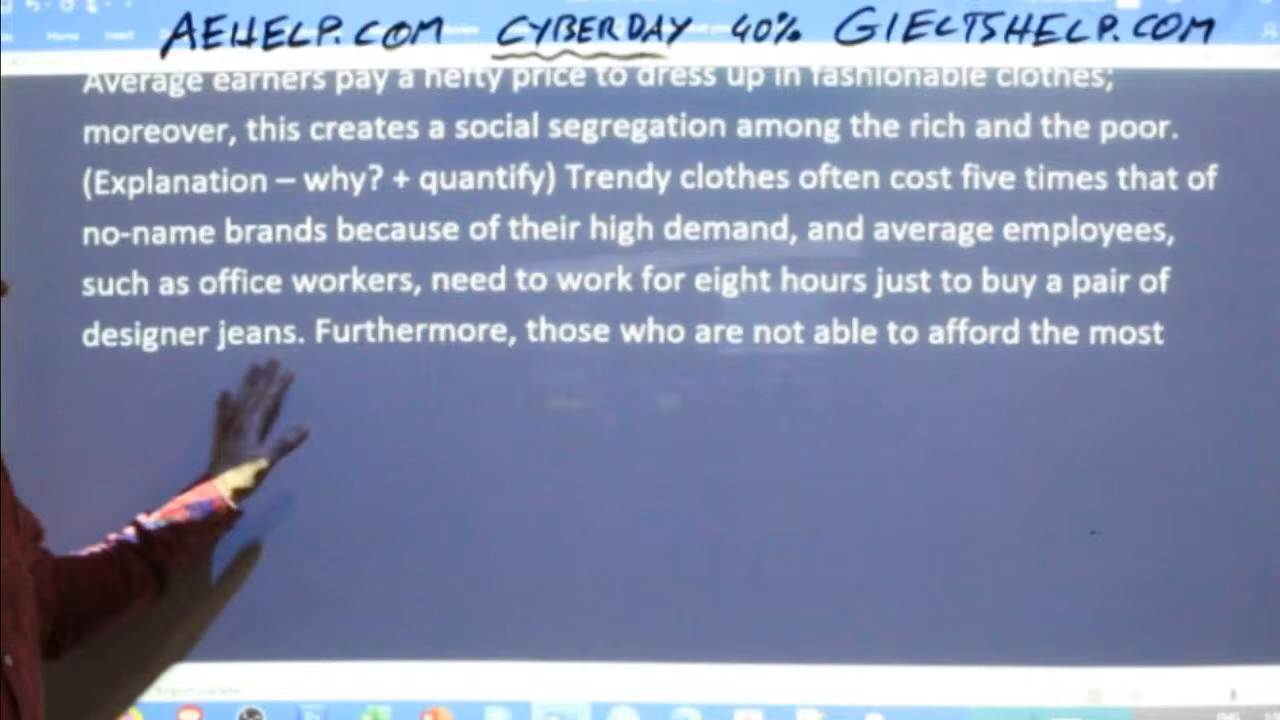 AEHELP.COM CYBERDAY 40% GIELTSHELP.COM
Average earners pay a hefty price to dress up in fashionable clothes;
moreover, this creates a social segregation among the rich and the poor.
(Explanation – why? + quantify) Trendy clothes often cost five times that of
no-name brands because of their high demand, and average employees,
such as office workers, need to work for eight hours just to buy a pair of
designer jeans. Furthermore, those who are not able to afford the most